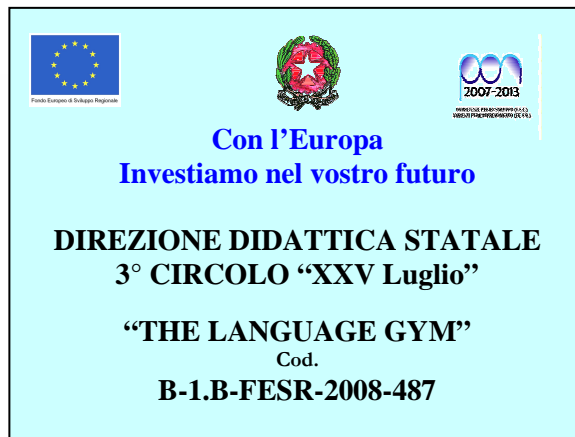 Fondo Europeo di Sviluppo Regionale
2007-2013
Con l’Europa
Investiamo nel vostro futuro
DIREZIONE DIDATTICA STATALE
3° CIRCOLO “XXV Luglio”
“THE LANGUAGE GYM”
Cod.
B-1.B-FESR-2008-487